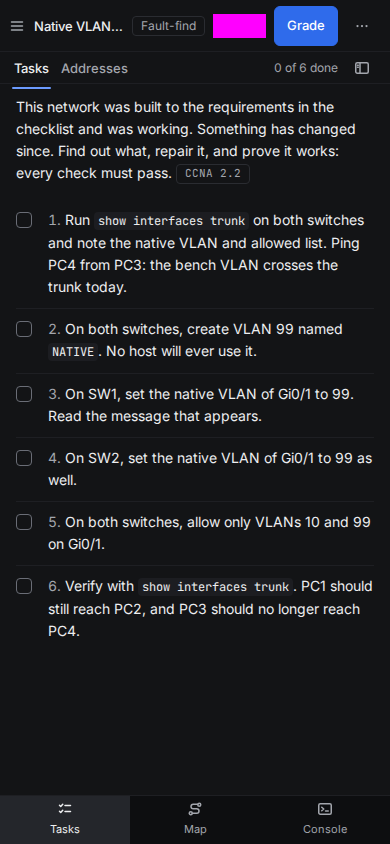 Native VLAN...
Fault-find
Grade
Tasks
Addresses
0 of 6 done
This network was built to the requirements in the
checklist and was working. Something has changed
since. Find out what, repair it, and prove it works:
every check must pass. CCNA 2.2
1. Run show interfaces trunk on both switches
and note the native VLAN and allowed list. Ping
PC4 from PC3: the bench VLAN crosses the
trunk today.
2. On both switches, create VLAN 99 named
NATIVE. No host will ever use it.
3. On SW1, set the native VLAN of Gi0/1 to 99.
Read the message that appears.
4. On SW2, set the native VLAN of Gi0/1 to 99 as
well.
5. On both switches, allow only VLANs 10 and 99
on Gi0/1.
6. Verify with show interfaces trunk. PC1 should
still reach PC2, and PC3 should no longer reach
PC4.
Tasks
Map
Console